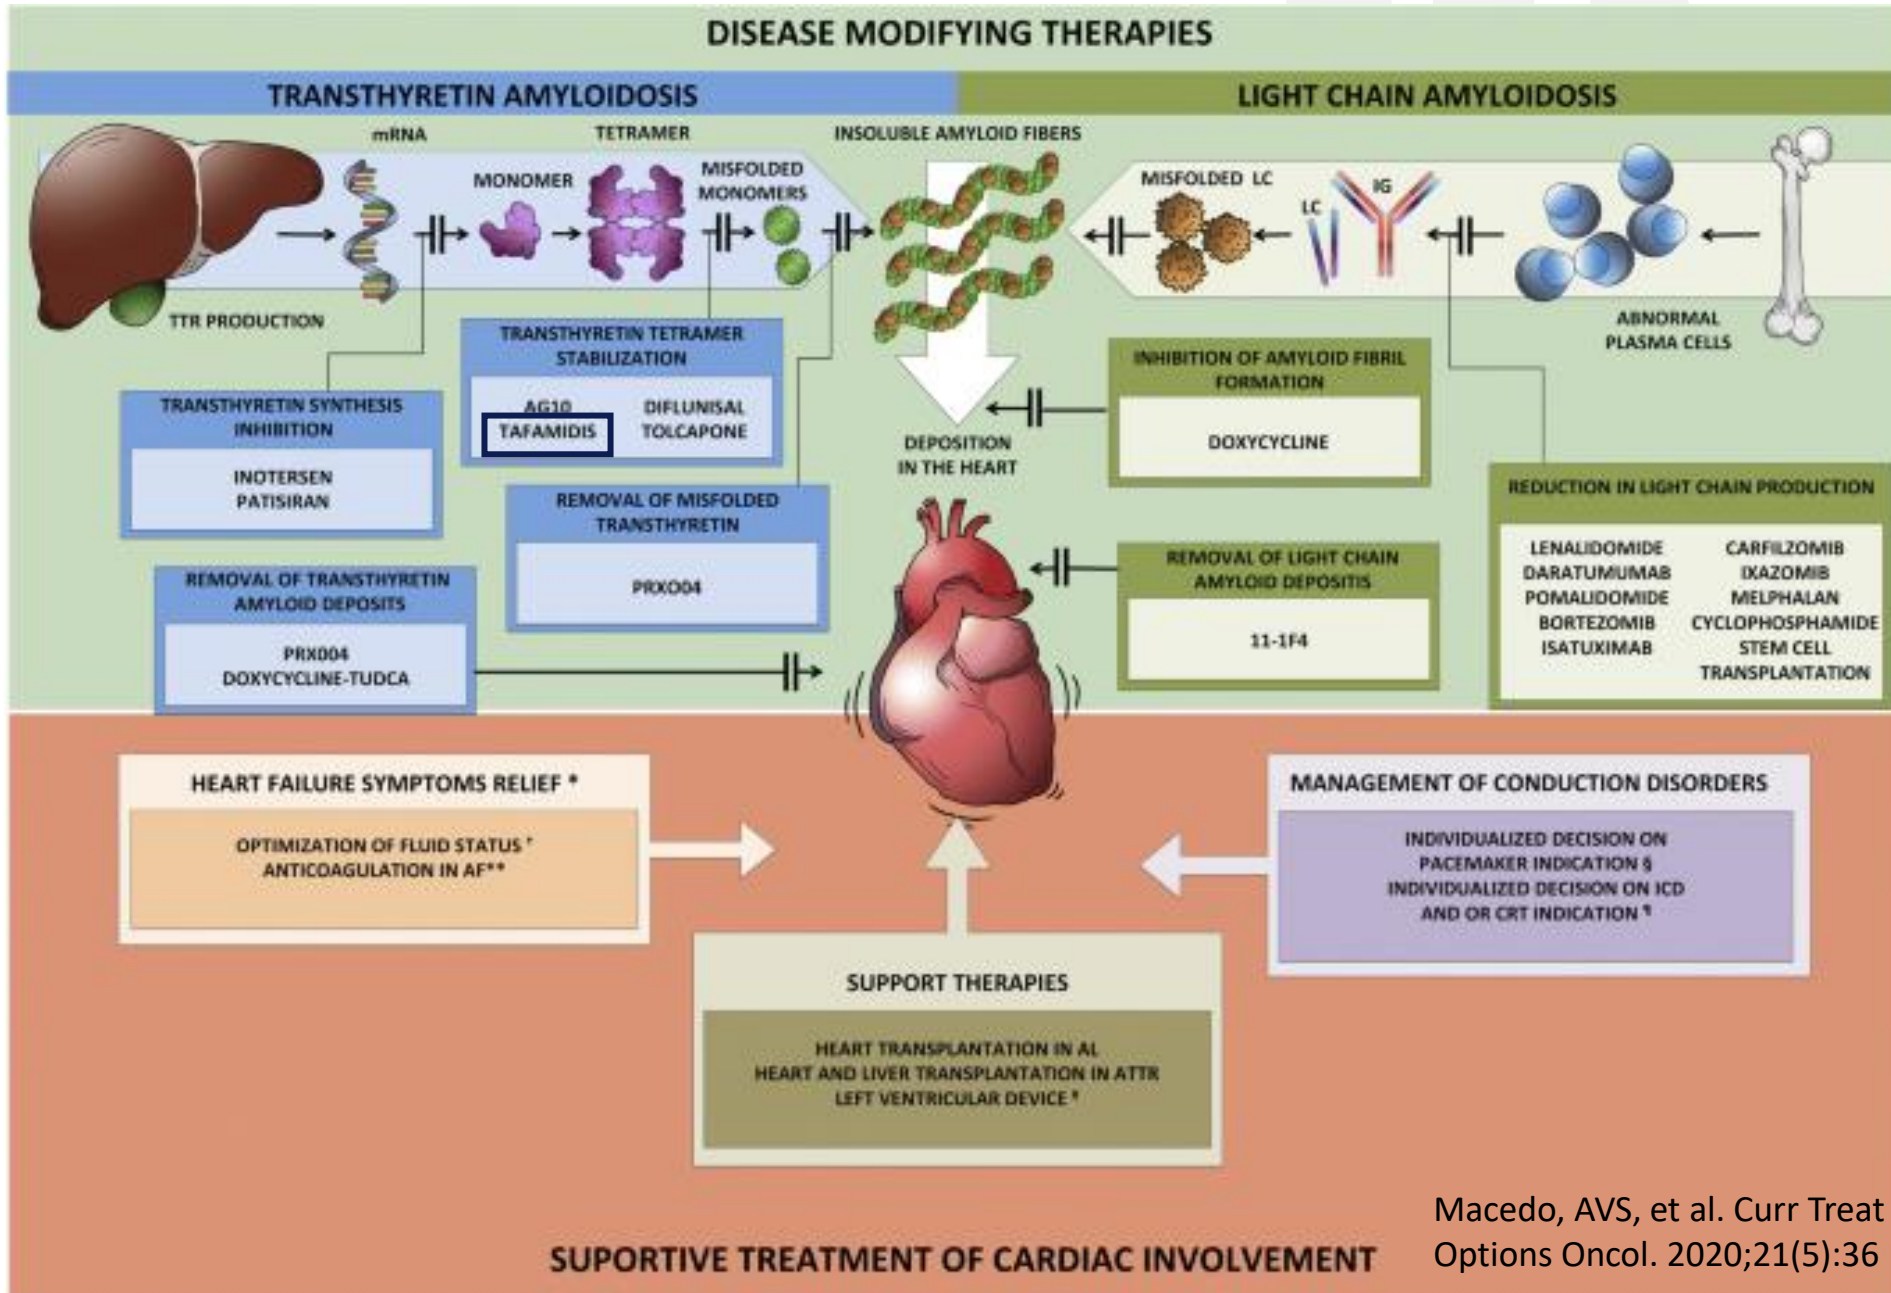 DISEASE MODIFYING THERAPIES
TRANSTHYRETIN AMYLOIDOSIS
LIGHT CHAIN AMYLOIDOSIS
mRNA
TETRAMER
INSOLUBLE AMYLOID FIBERS
MONOMER
MISFOLDED
MONOMERS
MISFOLDED LC
LC
IG
TTR PRODUCTION
ABNORMAL
PLASMA CELLS
TRANSTHYRETIN TETRAMER
STABILIZATION
AG10
TAFAMIDIS
DIFLUNISAL
TOLCAPONE
TRANSTHYRETIN SYNTHESIS
INHIBITION
INOTERSEN
PATISIRAN
REMOVAL OF MISFOLDED
TRANSTHYRETIN
PRXO04
REMOVAL OF TRANSTHYRETIN
AMYLOID DEPOSITS
PRX004
DOXYCYCLINE-TUDCA
DEPOSITION
IN THE HEART
INHIBITION OF AMYLOID FIBRIL
FORMATION
DOXYCYCLINE
REMOVAL OF LIGHT CHAIN
AMYLOID DEPOSITIS
11-1F4
REDUCTION IN LIGHT CHAIN PRODUCTION
LENALIDOMIDE
DARATUMUMAB
POMALIDOMIDE
BORTEZOMIB
ISATUXIMAB
CARFILZOMIB
IXAZOMIB
MELPHALAN
CYCLOPHOSPHAMIDE
STEM CELL
TRANSPLANTATION
HEART FAILURE SYMPTOMS RELIEF *
OPTIMIZATION OF FLUID STATUS
ANTICOAGULATION IN AF**
MANAGEMENT OF CONDUCTION DISORDERS
INDIVIDUALIZED DECISION ON
PACEMAKER INDICATION §
INDIVIDUALIZED DECISION ON ICD
AND OR CRT INDICATION
SUPPORT THERAPIES
HEART TRANSPLANTATION IN AL
HEART AND LIVER TRANSPLANTATION IN ATTR
LEFT VENTRICULAR DEVICE
SUPORTIVE TREATMENT OF CARDIAC INVOLVEMENT
Macedo, AVS, et al. Curr Treat
Options Oncol. 2020;21(5):36